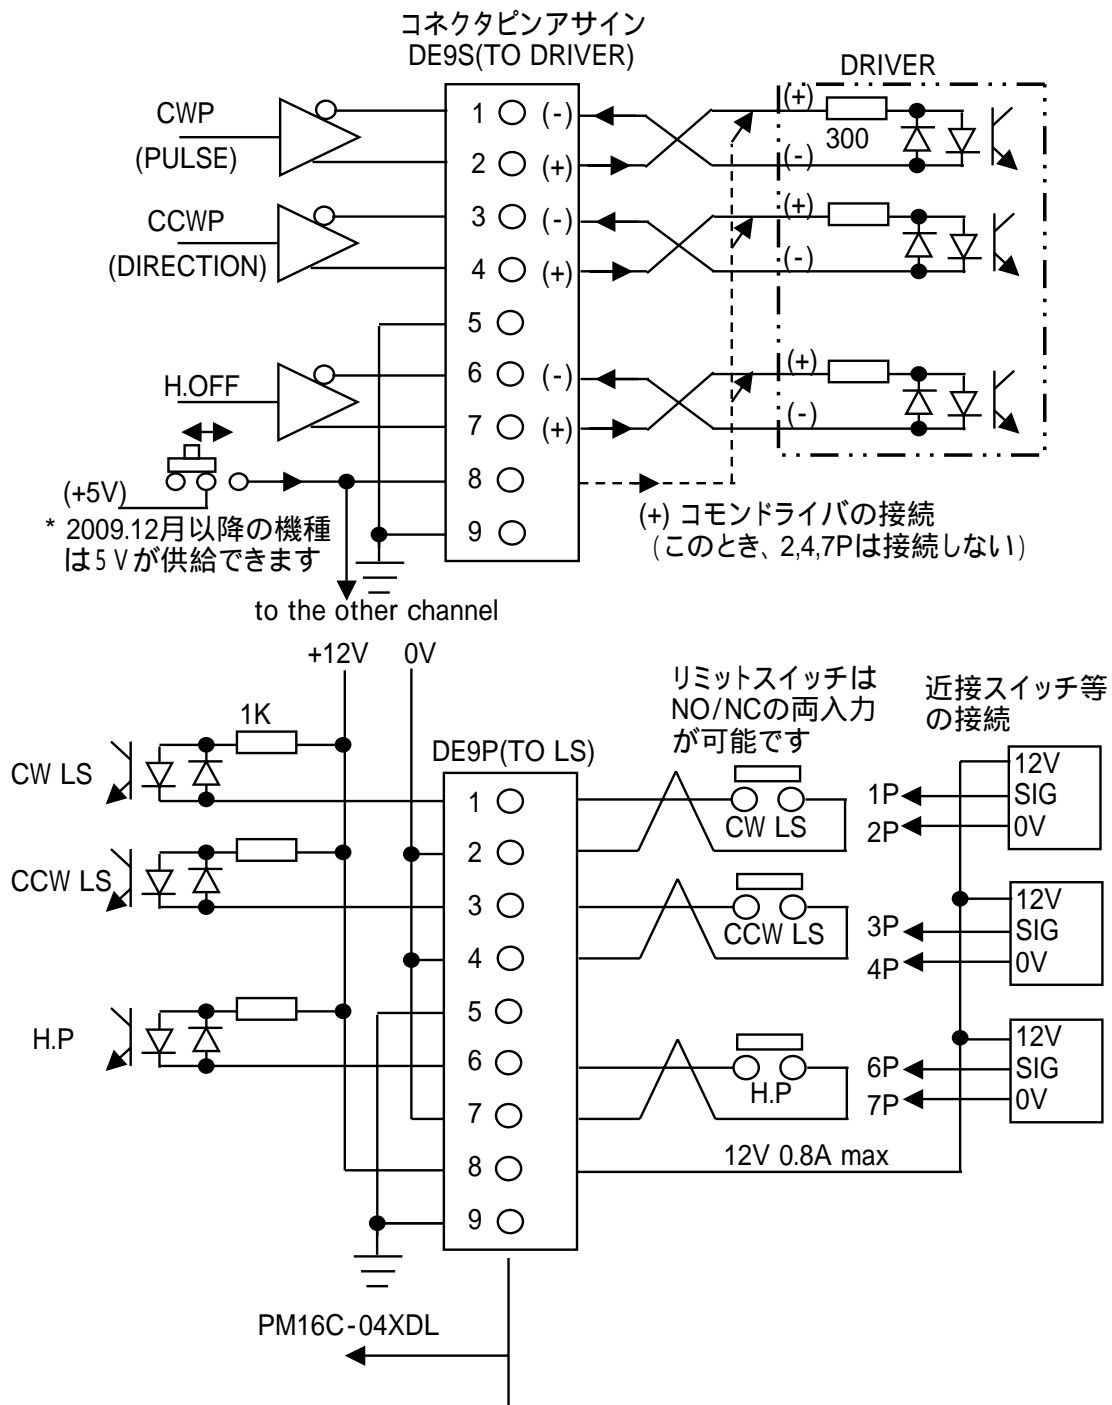 コネクタピンアサイン
DE9S(TO DRIVER)
DRIVER
CWP
(PULSE)
1 (-)
2 (+)
(+)
300
(-)
CCWP
(DIRECTION)
3 (-)
4 (+)
(+)
(-)
5
H.OFF
6 (-)
7 (+)
(+)
(-)
8
9
(+5V)
* 2009.12月以降の機種
は5Vが供給できます
(+) コモンドライバの接続
(このとき、2,4,7Pは接続しない)
to the other channel
+12V 0V
リミットスイッチは
NO/NCの両入力
が可能です
近接スイッチ等
の接続
DE9P(TO LS)
1K
CW LS
1
CW LS
2
1P
2P
12V
SIG
0V
CCW LS
3
CCW LS
4
3P
4P
12V
SIG
0V
5
H.P
6
H.P
7
6P
7P
12V
SIG
0V
8
12V 0.8A max
9
PM16C-04XDL